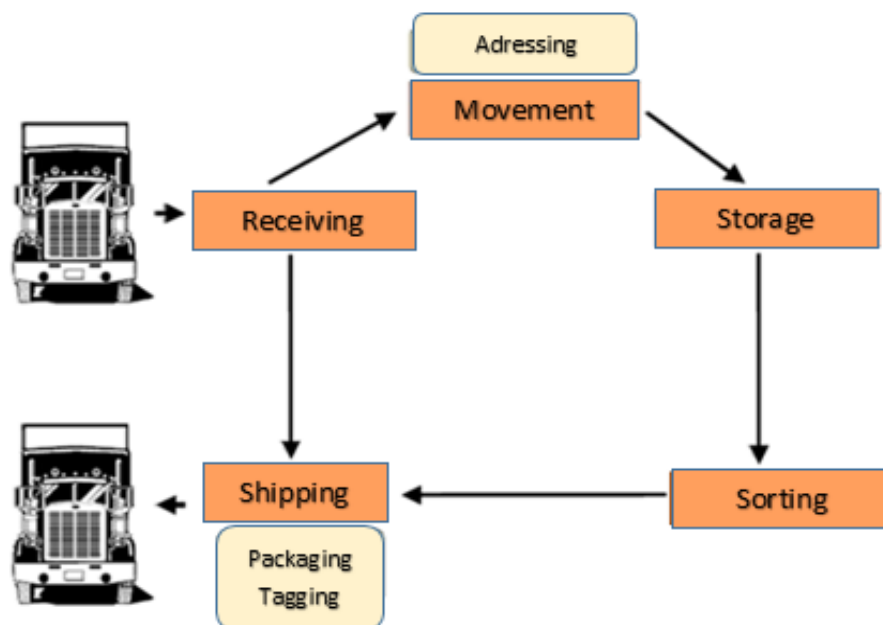 Adressing
Movement
Receiving
Storage
Shipping
Sorting
Packaging
Tagging